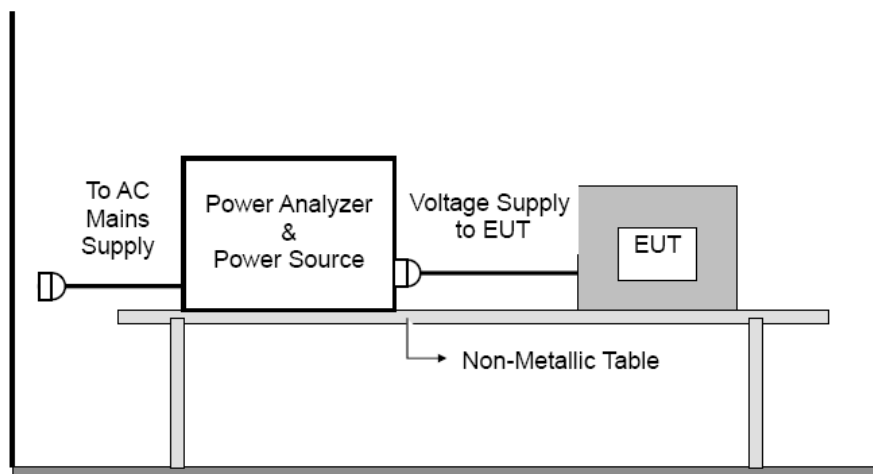 To AC
Mains
Supply
Power Analyzer
&
Power Source
Voltage Supply
to EUT
EUT
Non-Metallic Table